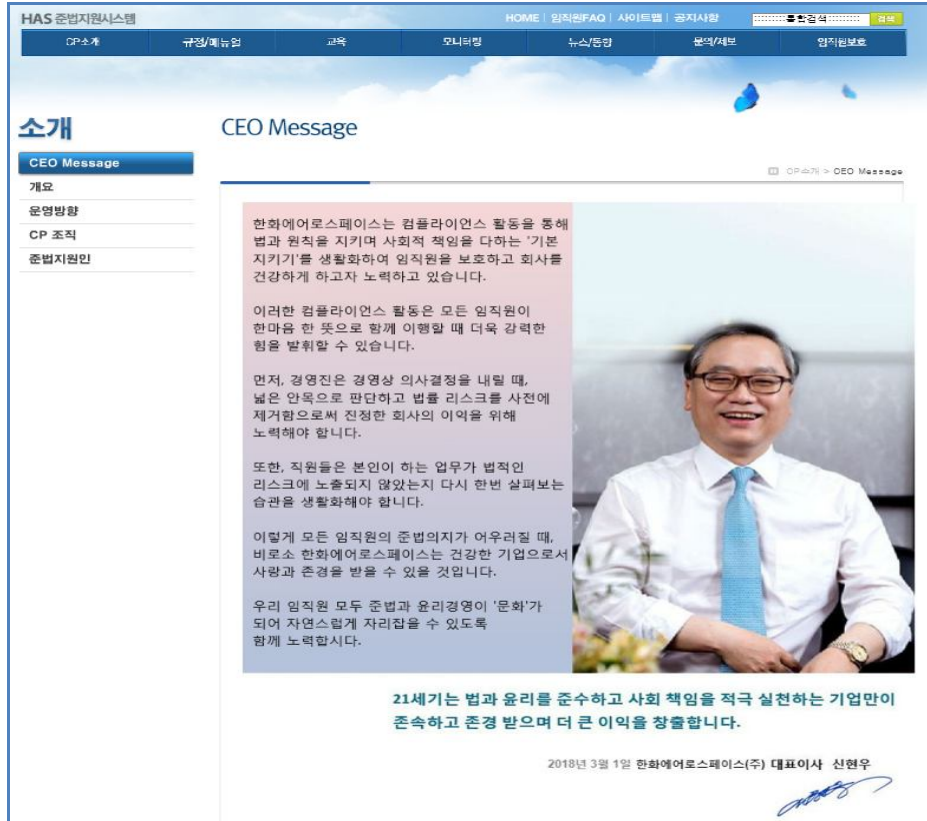 HAS 준법지원시스템
HOME | 임직원FAQ | 사이트맵 | 공지사항
통합검색 검색
CP소개 규정/매뉴얼 교육 모니터링 뉴스/동향 문의/제보 임직원보호
소개
CEO Message
CEO Message
개요
운영방향
CP 조직
준법지원인
CP소개 > CEO Message
한화에어로스페이스는 컴플라이언스 활동을 통해
법과 원칙을 지키며 사회적 책임을 다하는 '기본
지키기'를 생활화하여 임직원을 보호하고 회사를
건강하게 하고자 노력하고 있습니다.
이러한 컴플라이언스 활동은 모든 임직원이
한마음 한 뜻으로 함께 이행할 때 더욱 강력한
힘을 발휘할 수 있습니다.
먼저, 경영진은 경영상 의사결정을 내릴 때,
넓은 안목으로 판단하고 법률 리스크를 사전에
제거함으로써 진정한 회사의 이익을 위해
노력해야 합니다.
또한, 직원들은 본인이 하는 업무가 법적인
리스크에 노출되지 않았는지 다시 한번 살펴보는
습관을 생활화해야 합니다.
이렇게 모든 임직원의 준법의지가 어우러질 때,
비로소 한화에어로스페이스는 건강한 기업으로서
사랑과 존경을 받을 수 있을 것입니다.
우리 임직원 모두 준법과 윤리경영이 '문화'가
되어 자연스럽게 자리잡을 수 있도록
함께 노력합시다.
21세기는 법과 윤리를 준수하고 사회 책임을 적극 실천하는 기업만이
존속하고 존경 받으며 더 큰 이익을 창출합니다.
2018년 3월 1일 한화에어로스페이스(주) 대표이사 신현우